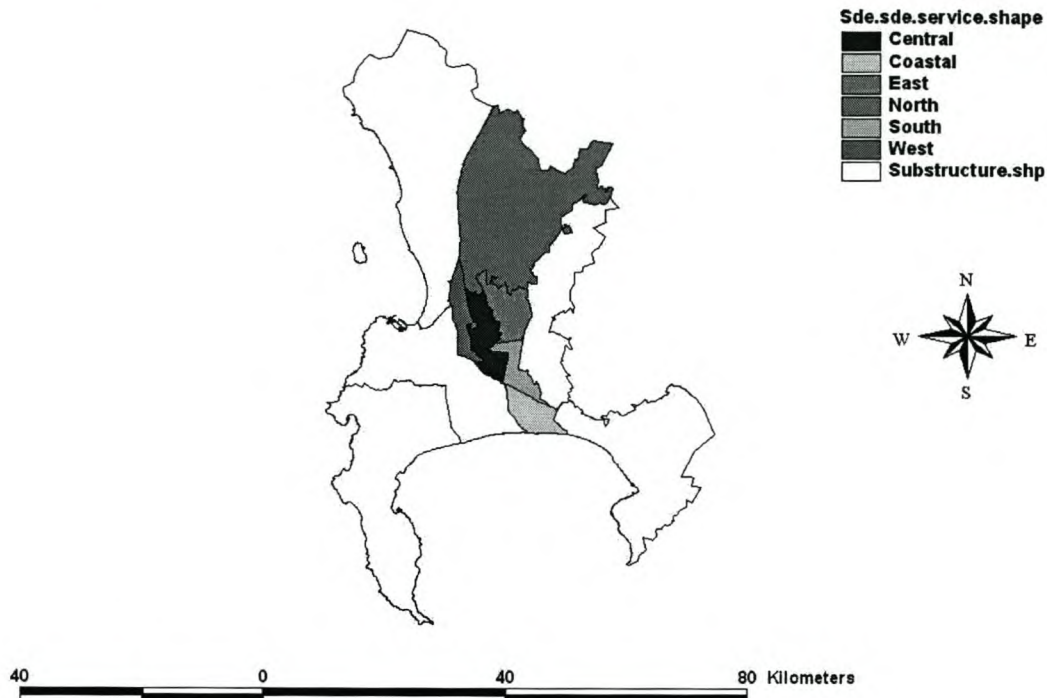 Sde.sde.service.shape
Central
Coastal
East
North
South
West
Substructure.shp
N
W E
S
40 0 40 80 Kilometers